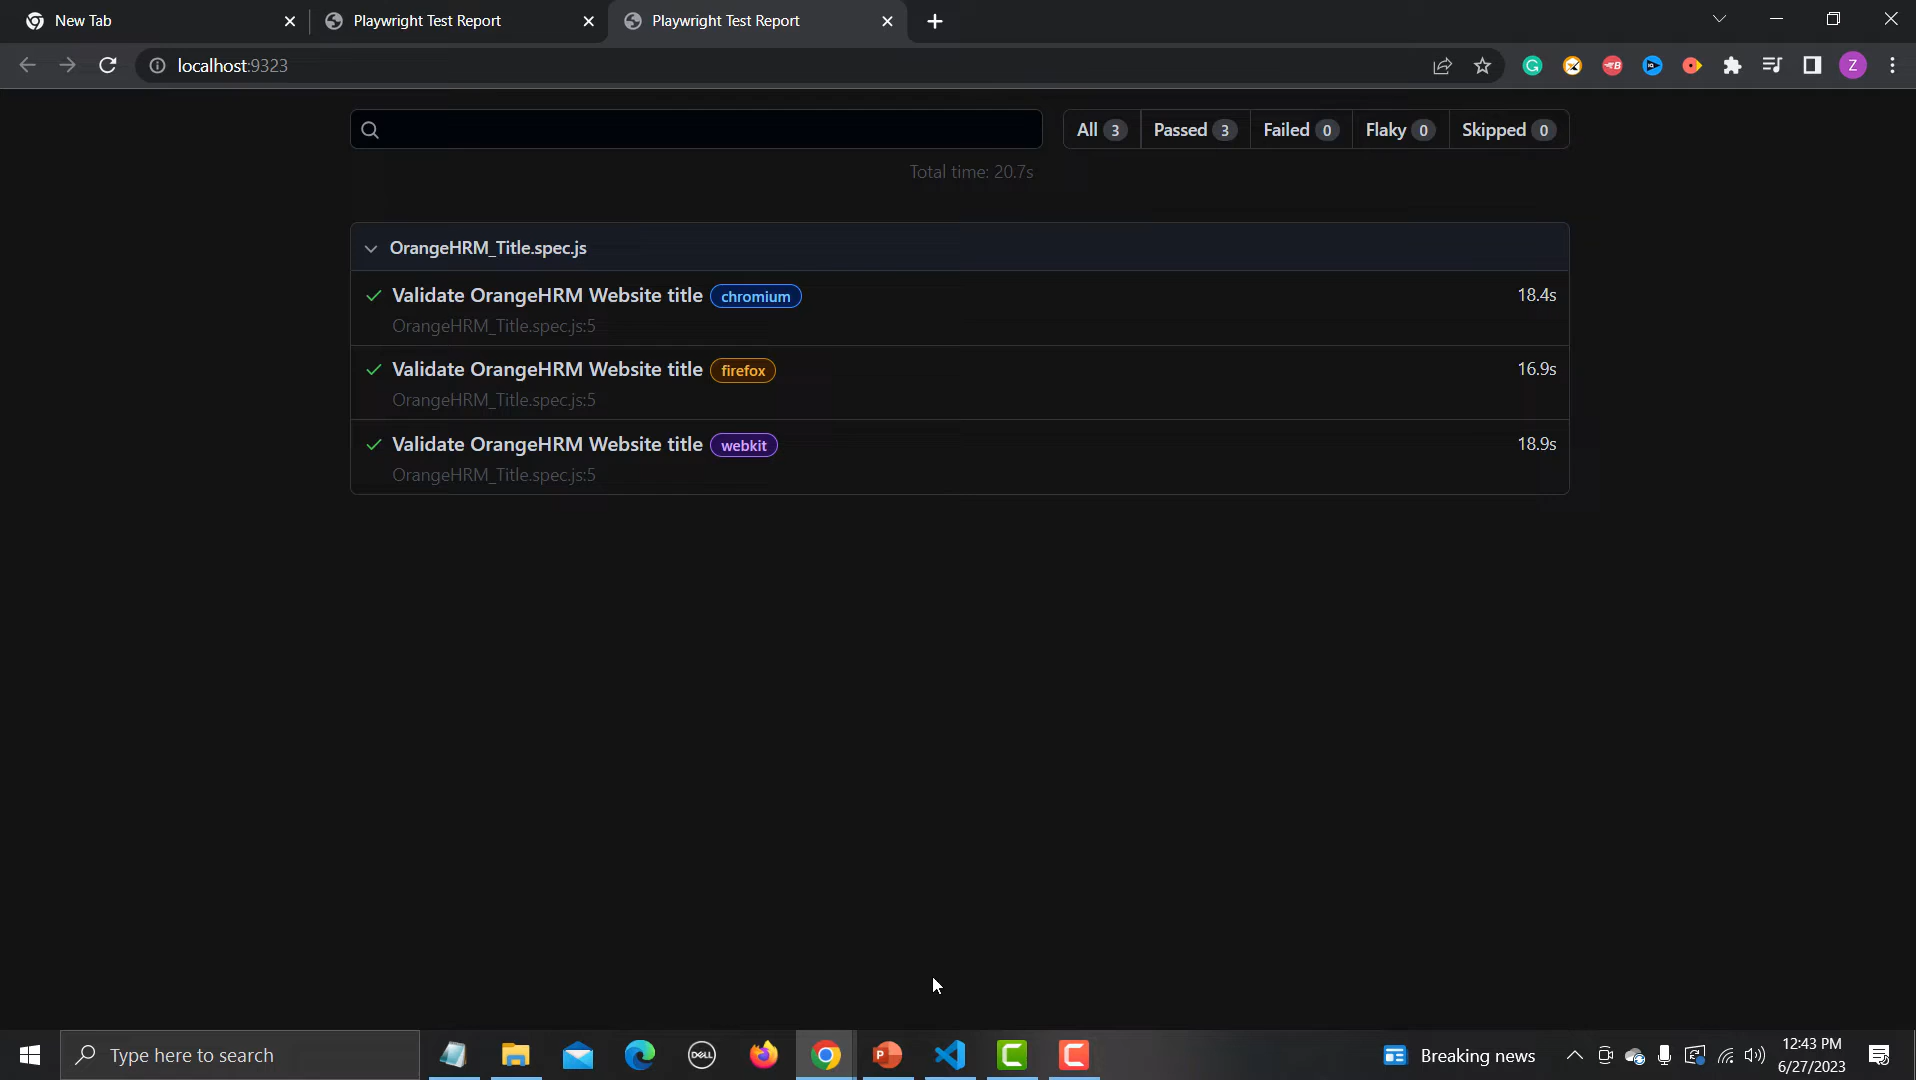 New Tab
Playwright Test Report
Playwright Test Report
localhost:9323
Z
All 3
Passed 3
Failed 0
Flaky 0
Skipped 0
Total time: 20.7s
OrangeHRM_Title.spec.js
Validate OrangeHRM Website title chromium 18.4s
OrangeHRM_Title.spec.js:5
Validate OrangeHRM Website title firefox 16.9s
OrangeHRM_Title.spec.js:5
Validate OrangeHRM Website title webkit 18.9s
OrangeHRM_Title.spec.js:5
Type here to search
DELL
Breaking news
12:43 PM
6/27/2023